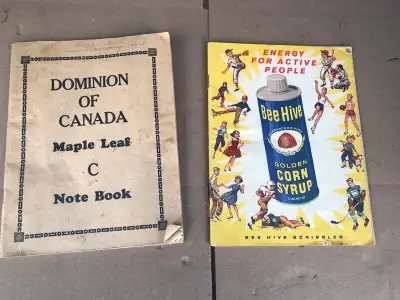 DOMINION
OF
CANADA
Maple Leaf
C
Note Book
ENERGY
FOR ACTIVE
PEOPLE
Bee Hive
GOLDEN
CORN
SYRUP
BEE HIVE SCRIBBLER